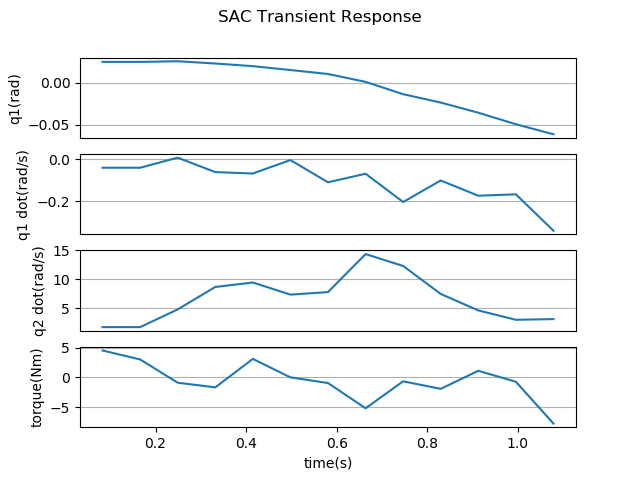 SAC Transient Response
q1(rad)
0.00
−0.05
q1 dot(rad/s)
0.0
−0.2
q2 dot(rad/s)
15
10
5
torque(Nm)
5
0
−5
0.2 0.4 0.6 0.8 1.0
time(s)